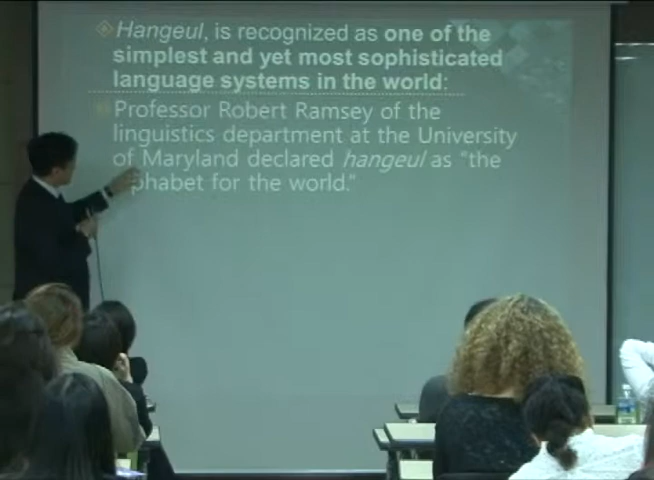 Hangeul, is recognized as one of the
simplest and yet most sophisticated
language systems in the world:
Professor Robert Ramsey of the
linguistics department at the University
of Maryland declared hangeul as "the
phabet for the world."